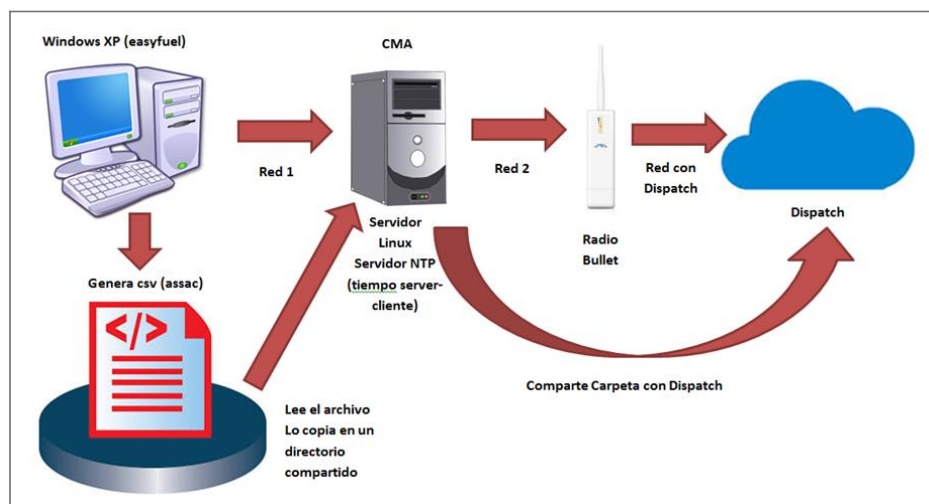 Windows XP (easyfuel)
CMA
Red 1
Red 2
Red con
Dispatch
Dispatch
Servidor
Linux
Servidor NTP
(tiempo server-
cliente)
Radio
Bullet
Genera csv (assac)
</>
Comparte Carpeta con Dispatch
Lee el archivo
Lo copia en un
directorio
compartido